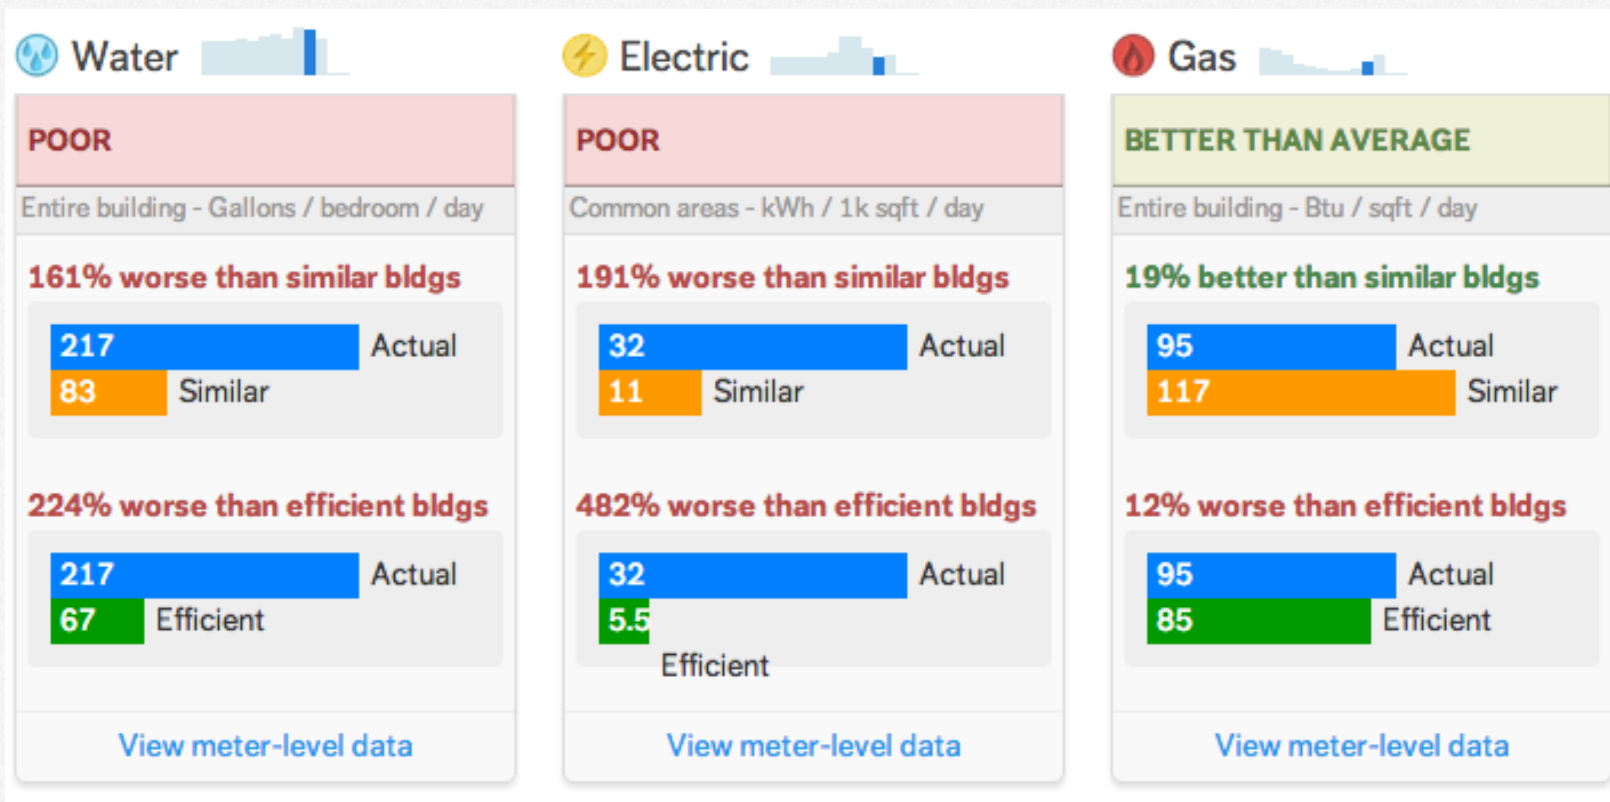 Water
POOR
Entire building - Gallons / bedroom / day
161% worse than similar bldgs
217 Actual
83 Similar
224% worse than efficient bldgs
217 Actual
67 Efficient
View meter-level data
Electric
POOR
Common areas - kWh / 1k sqft / day
191% worse than similar bldgs
32 Actual
11 Similar
482% worse than efficient bldgs
32 Actual
5.5
Efficient
View meter-level data
Gas
BETTER THAN AVERAGE
Entire building - Btu / sqft / day
19% better than similar bldgs
95 Actual
117 Similar
12% worse than efficient bldgs
95 Actual
85 Efficient
View meter-level data